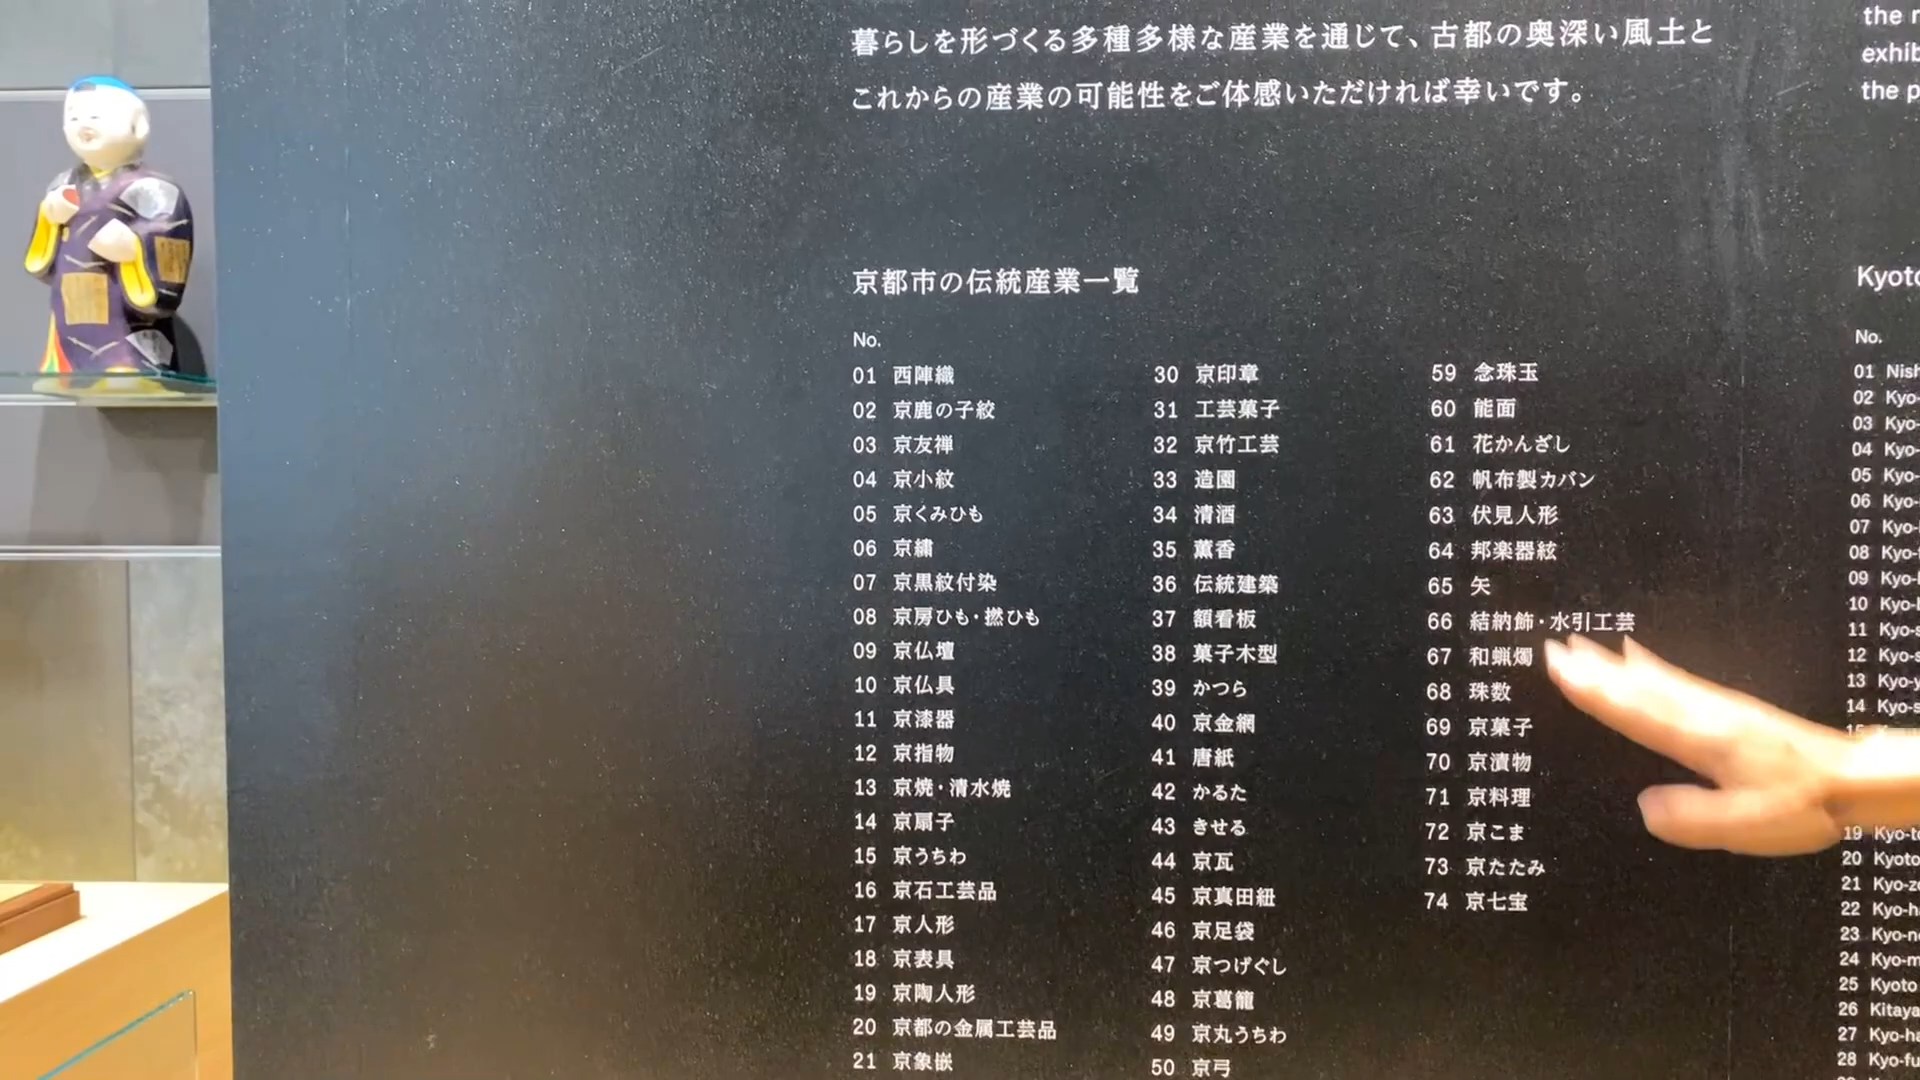 暮らしを形づくる多種多様な産業を通じて、古都の奥深い風土と
これからの産業の可能性をご体感いただければ幸いです。
京都市の伝統産業一覧
No.
01 西陣織
02 京鹿の子絞
03 京友禅
04 京小紋
05 京くみひも
06 京繍
07 京黒紋付染
08 京房ひも・撚ひも
09 京仏壇
10 京仏具
11 京漆器
12 京指物
13 京焼・清水焼
14 京扇子
15 京うちわ
16 京石工芸品
17 京人形
18 京表具
19 京陶人形
20 京都の金属工芸品
21 京象嵌
30 京印章
31 工芸菓子
32 京竹工芸
33 造園
34 清酒
35 薫香
36 伝統建築
37 額看板
38 菓子木型
39 かつら
40 京金網
41 唐紙
42 かるた
43 きせる
44 京瓦
45 京真田紐
46 京足袋
47 京つげぐし
48 京葛籠
49 京丸うちわ
50 京弓
59 念珠玉
60 能面
61 花かんざし
62 帆布製カバン
63 伏見人形
64 邦楽器絃
65 矢
66 結納飾・水引工芸
67 和蝋燭
68 珠数
69 京菓子
70 京漬物
71 京料理
72 京こま
73 京たたみ
74 京七宝
the
exhib
the p
Kyoto
No.
01 Nish
02 Kyo-
03 Kyo-
04 Kyo-
05 Kyo-
06 Kyo-
07 Kyo-
08 Kyo-
09 Kyo-
10 Kyo-
11 Kyo-s
12 Kyo-s
13 Kyo-y
14 Kyo-s
19 Kyo-to
20 Kyoto
21 Kyo-z
22 Kyo-ha
23 Kyo-ne
24 Kyo-m
25 Kyoto
26 Kitaya
27 Kyo-ha
28 Kyo-fu